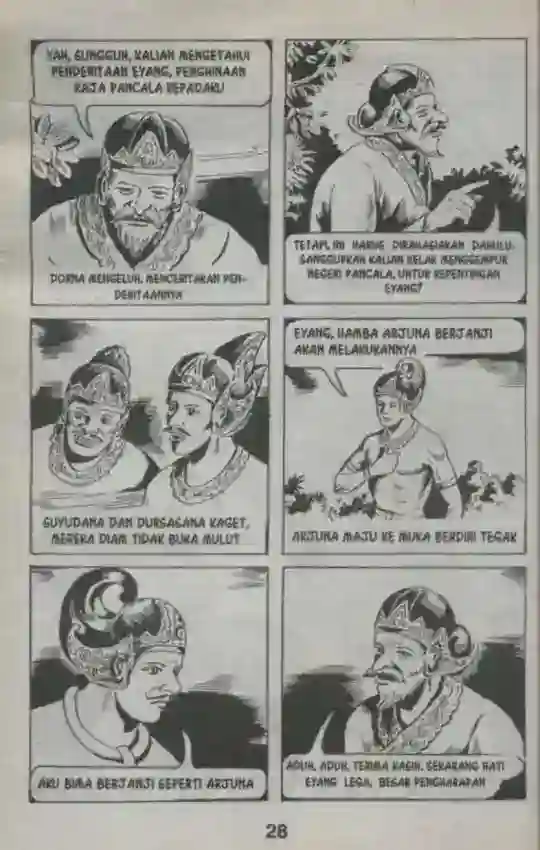 YAH, SUNGGUH, KALIAN MENGETAHUI
PENDERITAAN EYANG, PENGHINAAN
RAJA PANCALA KEPADAKU
DORNA MENGELUH, MENCERITAKAN PEN-
DERITAANNYA
TETAPI, INI HARUS DIRAHASIAKAN DAHULU.
SANGGUPKAH KALIAN KELAK MENGGEMPUR
NEGERI PANCALA, UNTUK KEPENTINGAN
EYANG?
SUYUDANA DAN DURSASANA KAGET,
MEREKA DIAM TIDAK BUKA MULUT
EYANG, HAMBA ARJUNA BERJANJI
AKAN MELAKUKANNYA
ARJUNA MAJU KE MUKA BERDIRI TEGAK
AKU BIMA BERJANJI SEPERTI ARJUNA
ADUH, ADUH, TERIMA KASIH. SEKARANG HATI
EYANG LEGA, BESAR PENGHARAPAN
28